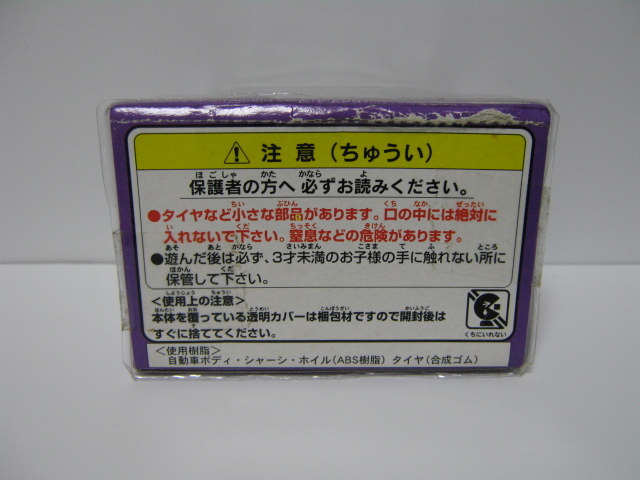 注意（ちゅうい）
保護者の方へ 必ずお読みください。
●タイヤなど小さな部品があります。口の中には絶対に
入れないで下さい。窒息などの危険があります。
●遊んだ後は必ず、3才未満のお子様の手に触れない所に
保管して下さい。
＜使用上の注意＞
本体を覆っている透明カバーは梱包材ですので開封後は
すぐに捨ててください。
くちにいれない
＜使用樹脂＞
自動車ボディ・シャーシ・ホイル(ABS樹脂) タイヤ(合成ゴム)